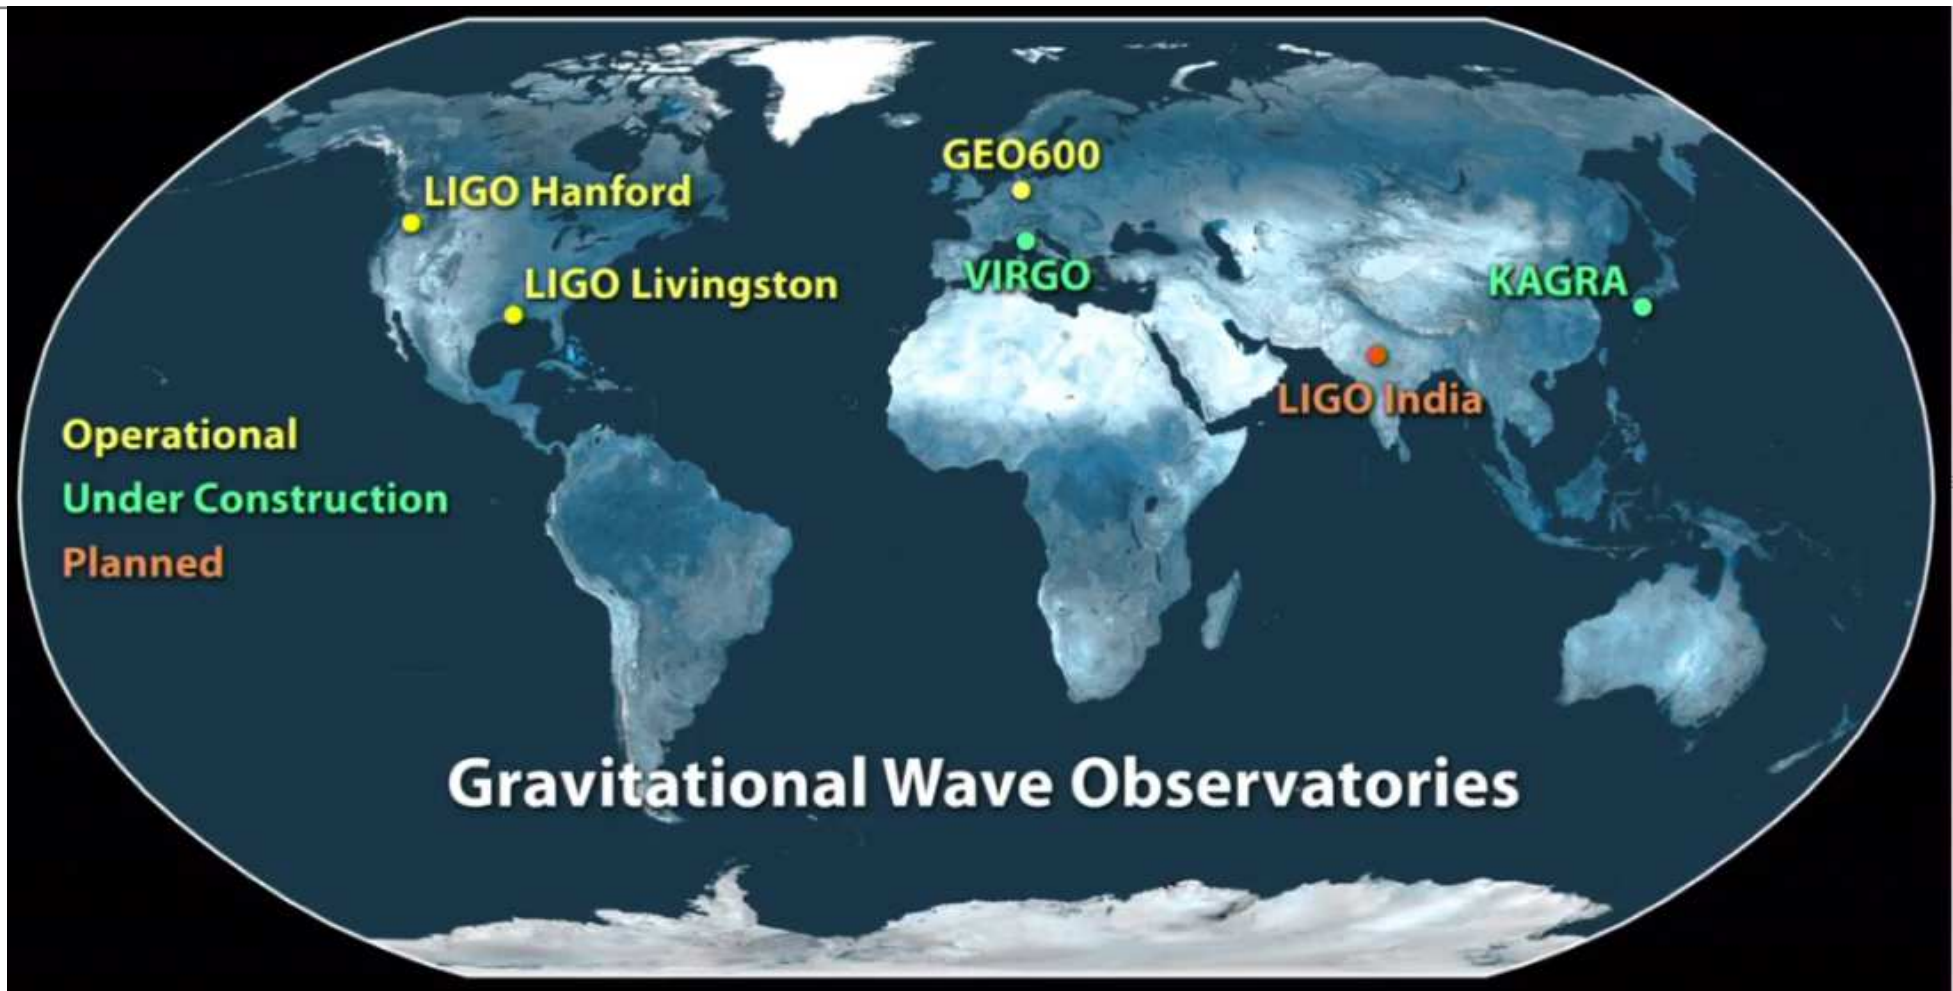 GEO600
LIGO Hanford
LIGO Livingston
VIRGO
KAGRA
LIGO India
Operational
Under Construction
Planned
Gravitational Wave Observatories